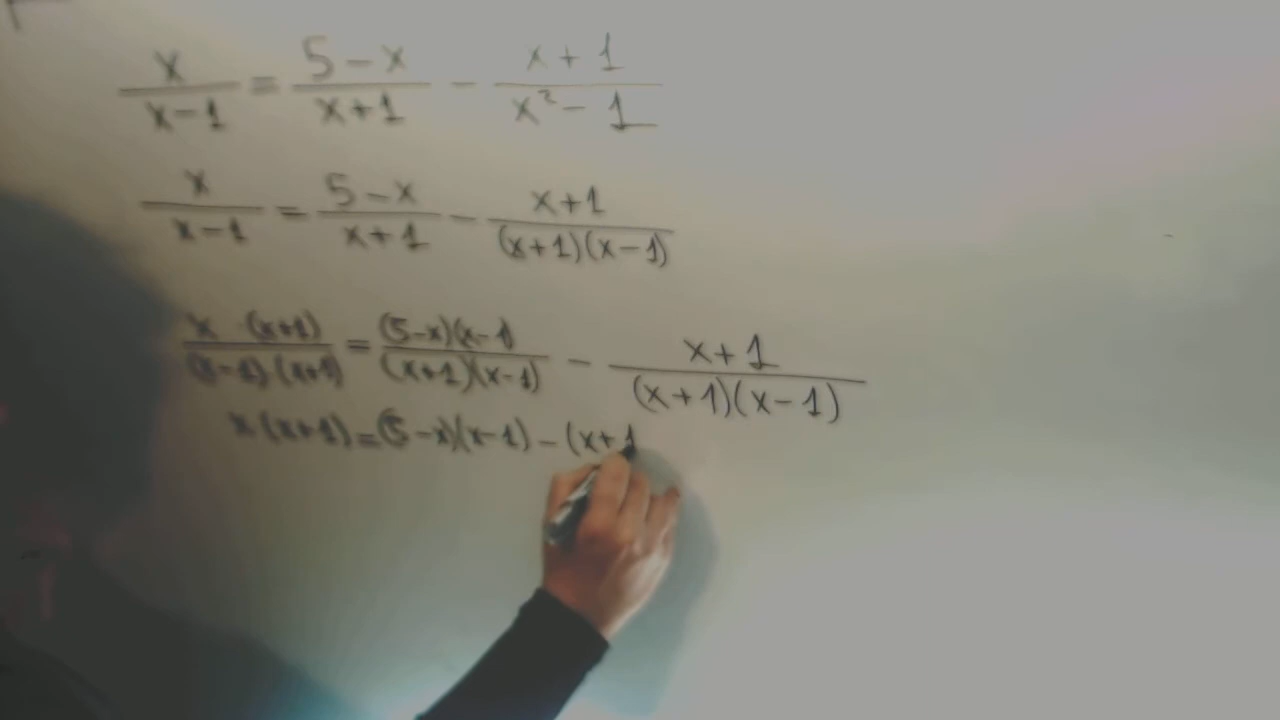 x/(x-1) = (5-x)/(x+1) - (x+1)/(x²-1)
x/(x-1) = (5-x)/(x+1) - (x+1)/((x+1)(x-1))
x·(x+1)/((x-1)·(x+1)) = (5-x)(x-1)/((x+1)(x-1)) - (x+1)/((x+1)(x-1))
x(x+1)=(5-x)(x-1)-(x+1